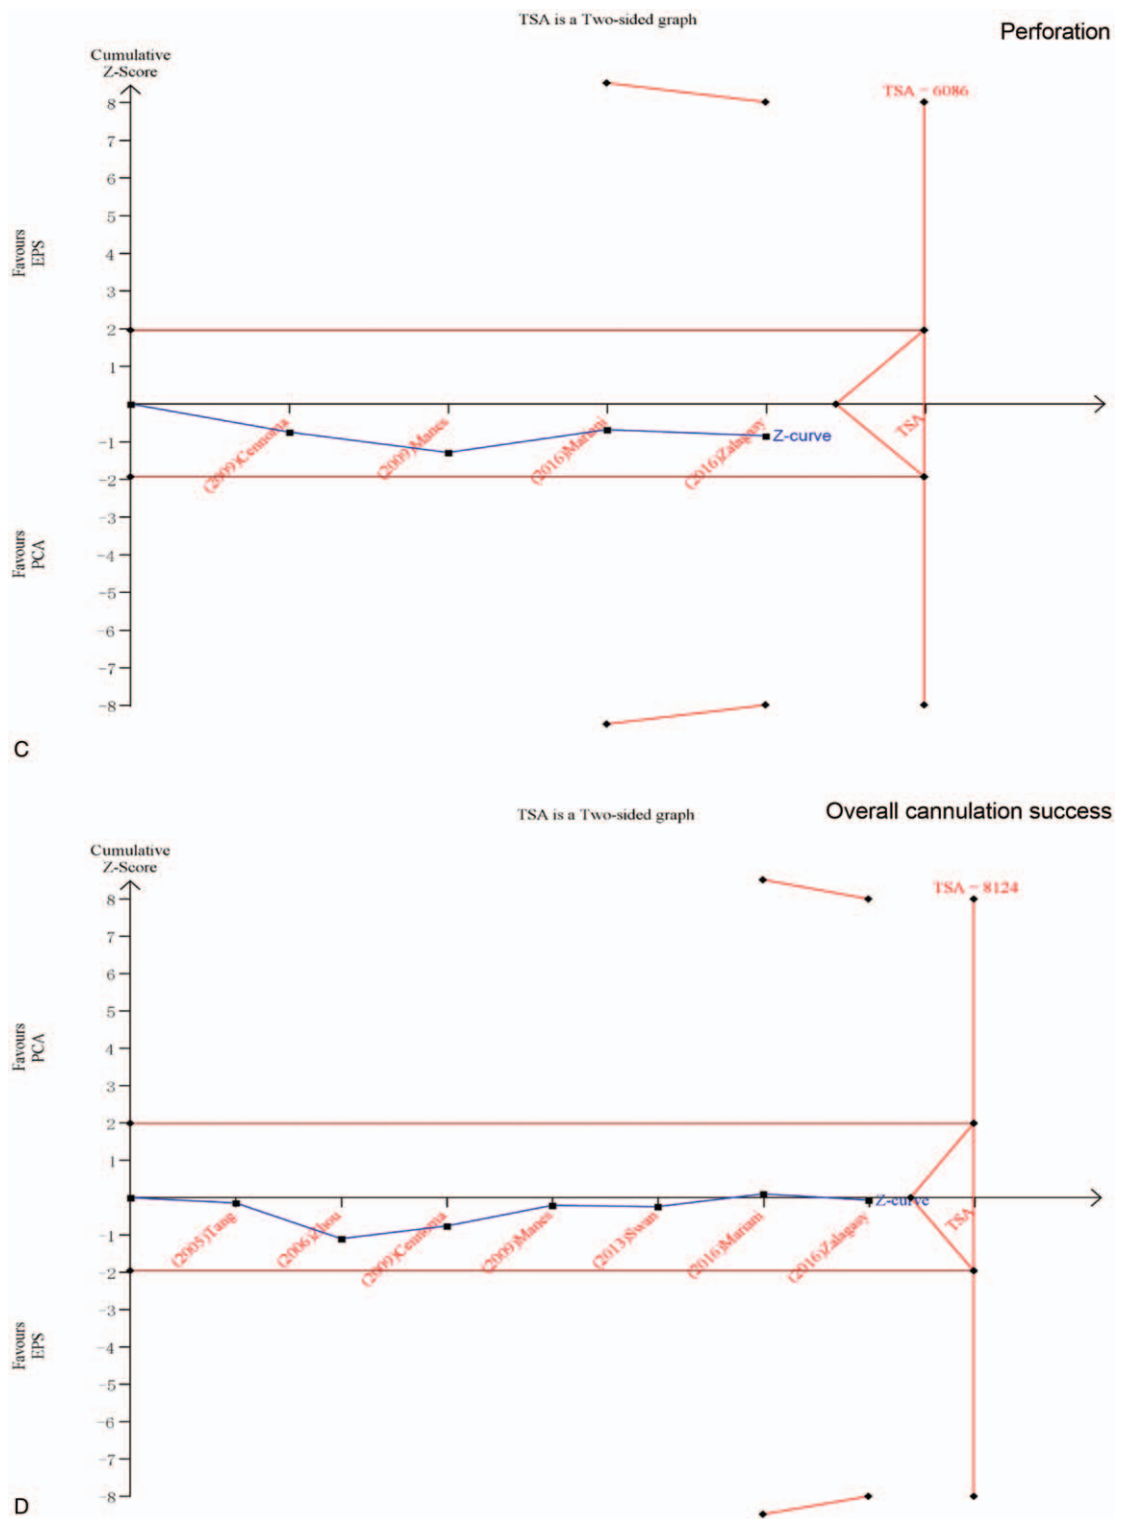 TSA is a Two-sided graph
Perforation
Cumulative
Z-Score
TSA = 6086
8
7
6
5
4
3
2
1
-1
-2
-3
-4
-5
-6
-7
-8
Favours
EPS
Favours
PCA
(2009)Cennoma
(2009)Manes
(2016)Mariani
(2016)Zalagaay
Z-curve
TSA
C
TSA is a Two-sided graph
Overall cannulation success
Cumulative
Z-Score
TSA = 8124
8
7
6
5
4
3
2
1
-1
-2
-3
-4
-5
-6
-7
-8
Favours
PCA
Favours
EPS
(2005)Tang
(2006)Zhou
(2009)Cennoma
(2009)Manes
(2013)Swan
(2016)Mariani
(2016)Zalagaay
Z-curve
TSA
D